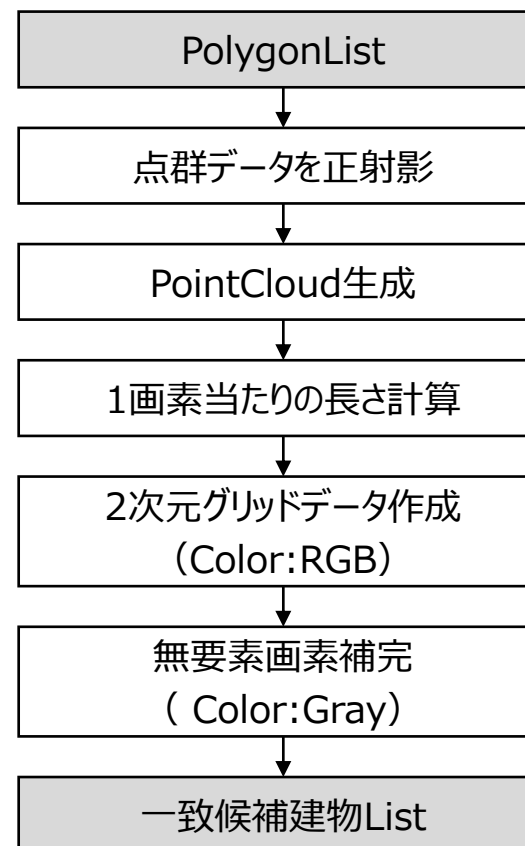 PolygonList
点群データを正射影
PointCloud生成
1画素当たりの長さ計算
2次元グリッドデータ作成
（Color:RGB）
無要素画素補完
（ Color:Gray）
一致候補建物List